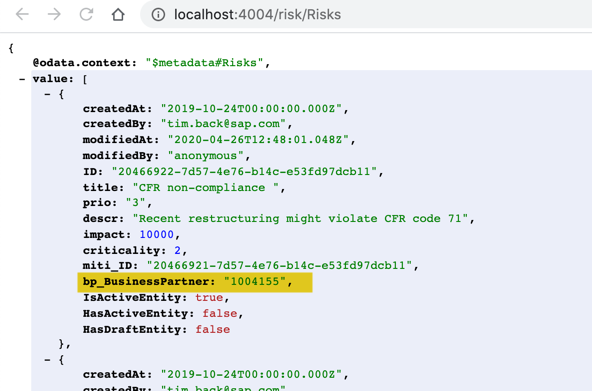 localhost:4004/risk/Risks
{
@odata.context: "$metadata#Risks",
- value: [
- {
createdAt: "2019-10-24T00:00:00.000Z",
createdBy: "tim.back@sap.com",
modifiedAt: "2020-04-26T12:48:01.048Z",
modifiedBy: "anonymous",
ID: "20466922-7d57-4e76-b14c-e53fd97dcb11",
title: "CFR non-compliance ",
prio: "3",
descr: "Recent restructuring might violate CFR code 71",
impact: 10000,
criticality: 2,
miti_ID: "20466921-7d57-4e76-b14c-e53fd97dcb11",
bp_BusinessPartner: "1004155",
IsActiveEntity: true,
HasActiveEntity: false,
HasDraftEntity: false
},
- {
createdAt: "2019-10-24T00:00:00.000Z",
createdBy: "tim.back@sap.com",